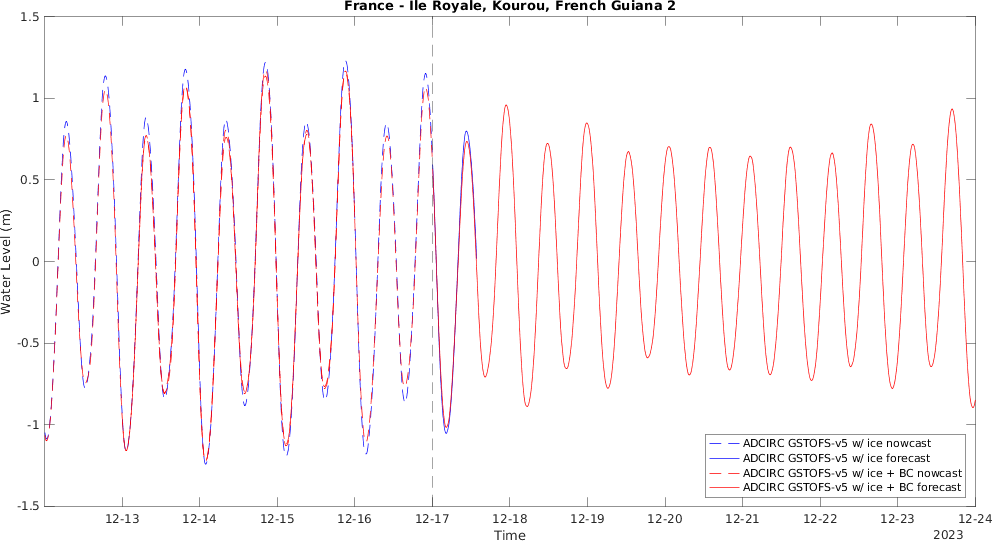 France - Ile Royale, Kourou, French Guiana 2
1.5
1
0.5
0
-0.5
-1
-1.5
Water Level (m)
ADCIRC GSTOFS-v5 w/ ice nowcast
ADCIRC GSTOFS-v5 w/ ice forecast
ADCIRC GSTOFS-v5 w/ ice + BC nowcast
ADCIRC GSTOFS-v5 w/ ice + BC forecast
12-13 12-14 12-15 12-16 12-17 12-18 12-19 12-20 12-21 12-22 12-23 12-24
Time
2023